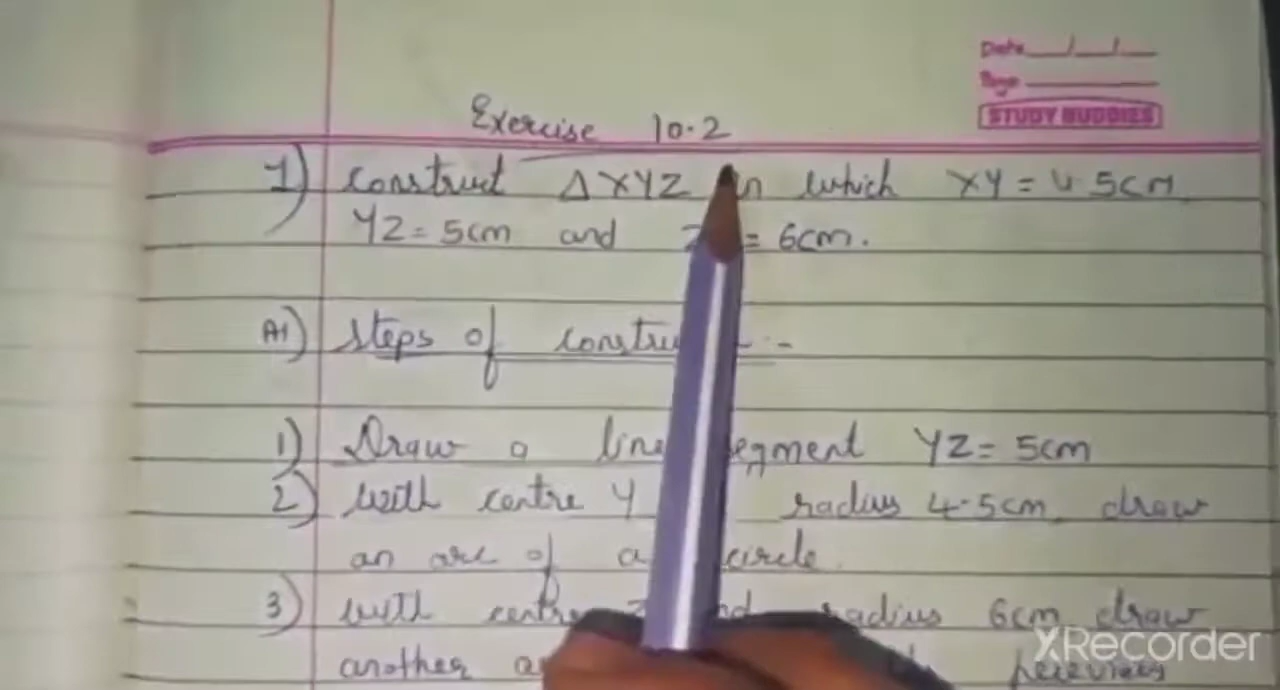 Date / /
Page
STUDY BUDDIES
Exercise 10.2
1) construct ΔXYZ in which XY = 4.5cm
YZ = 5cm and = 6cm.
A1) Steps of constru :-
1) Draw a line segment YZ = 5cm
2) with centre Y radius 4.5cm draw
an arc of a circle.
3) with centre radius 6cm draw
another
XRecorder